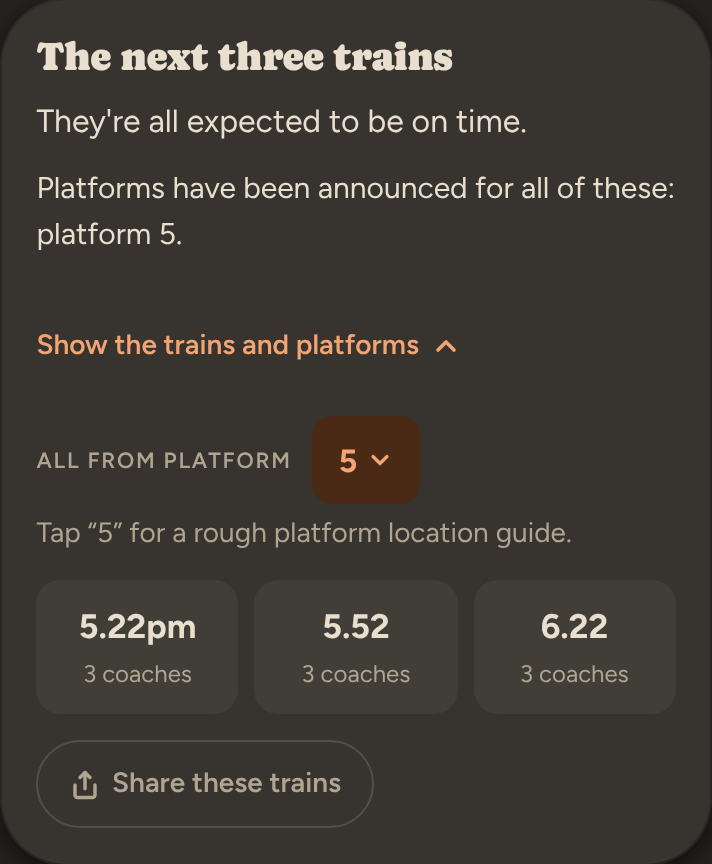 The next three trains
They're all expected to be on time.
Platforms have been announced for all of these:
platform 5.
Show the trains and platforms
ALL FROM PLATFORM 5
Tap “5” for a rough platform location guide.
5.22pm 5.52 6.22
3 coaches 3 coaches 3 coaches
Share these trains